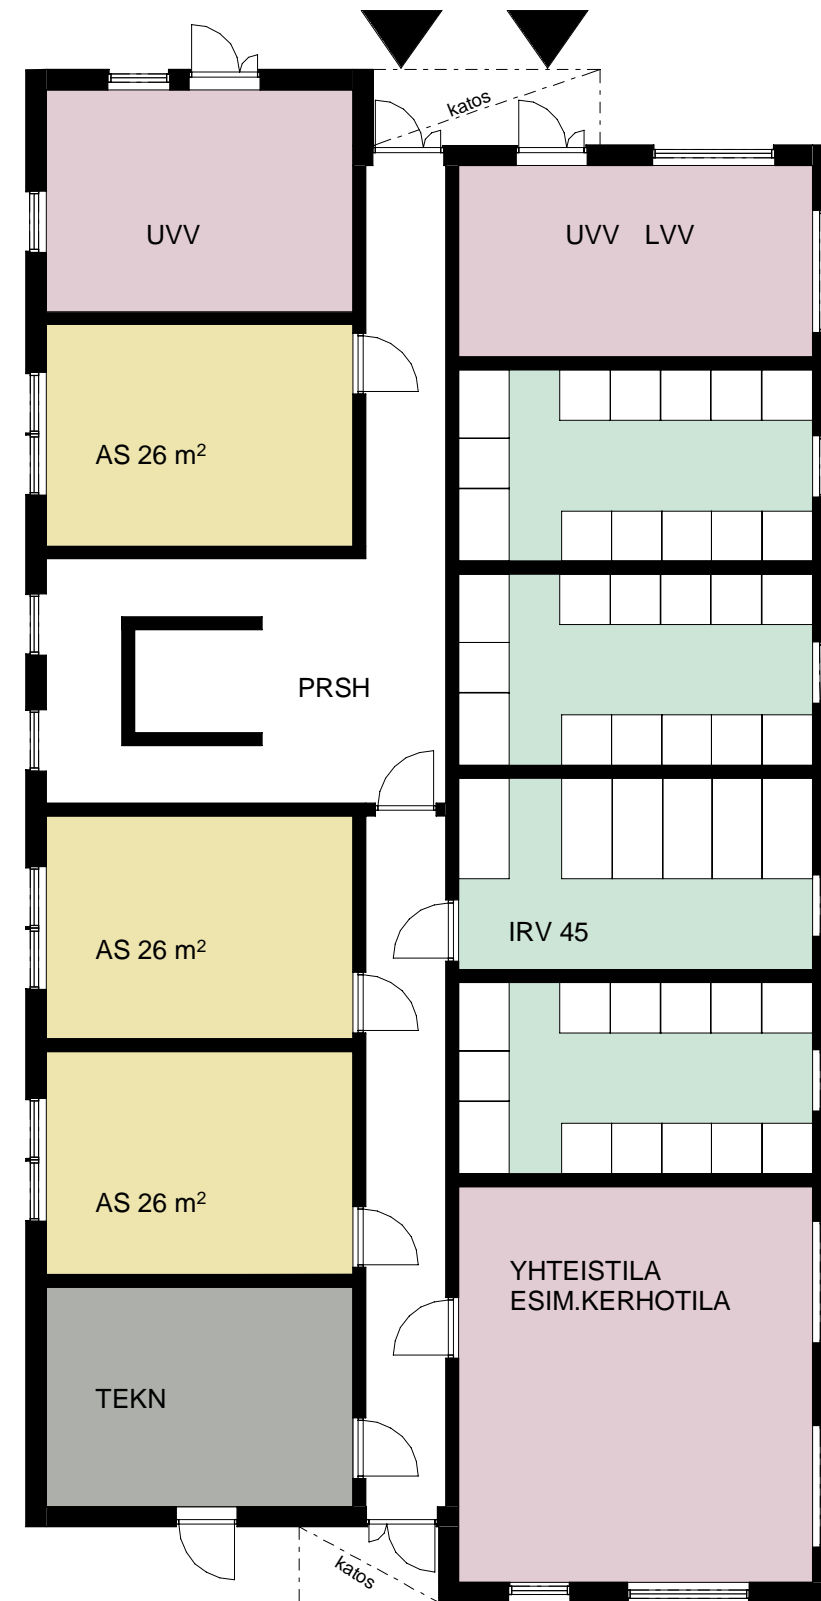 katos
UVV
UVV LVV
AS 26 m²
PRSH
AS 26 m²
IRV 45
AS 26 m²
YHTEISTILA
ESIM.KERHOTILA
TEKN
katos